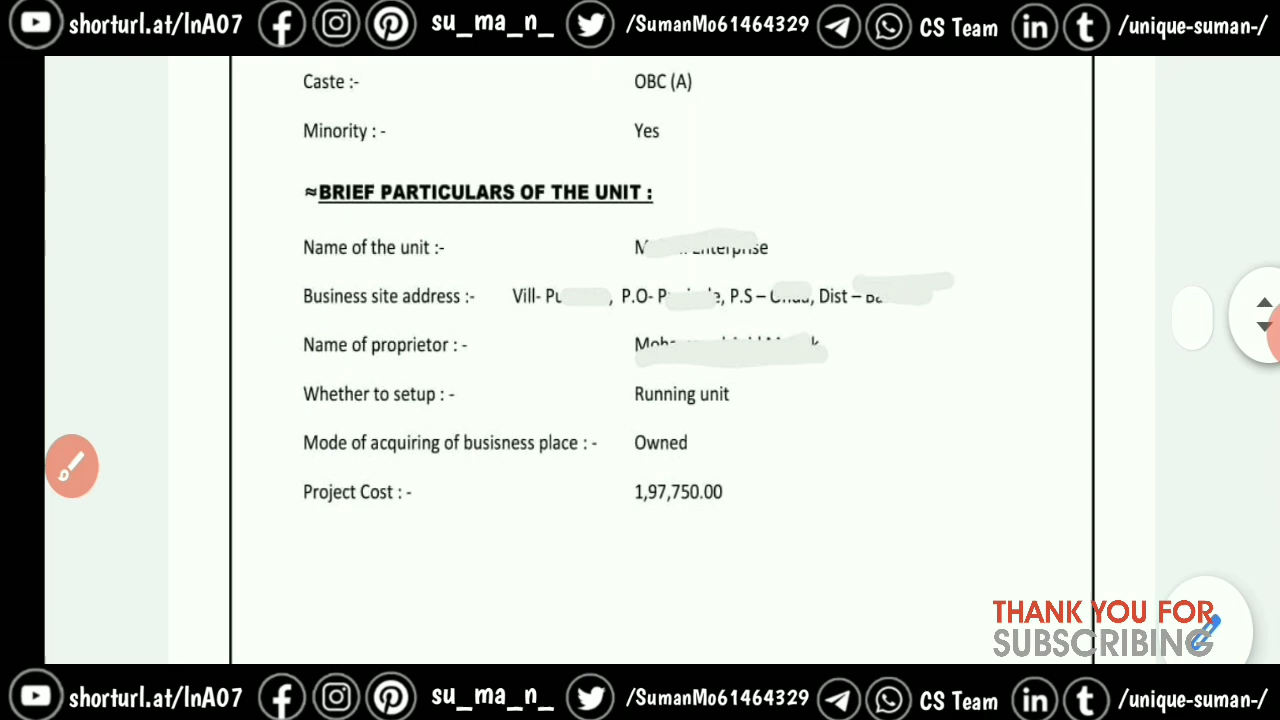 shorturl.at/lnA07 su_ma_n_ /SumanMo61464329 CS Team /unique-suman-/
Caste :- OBC (A)
Minority : - Yes
≈BRIEF PARTICULARS OF THE UNIT :
Name of the unit :- Enterprise
Business site address :- Vill- P.O- P.S – Dist –
Name of proprietor : -
Whether to setup : - Running unit
Mode of acquiring of busisness place : - Owned
Project Cost : - 1,97,750.00
THANK YOU FOR
SUBSCRIBING
shorturl.at/lnA07 su_ma_n_ /SumanMo61464329 CS Team /unique-suman-/